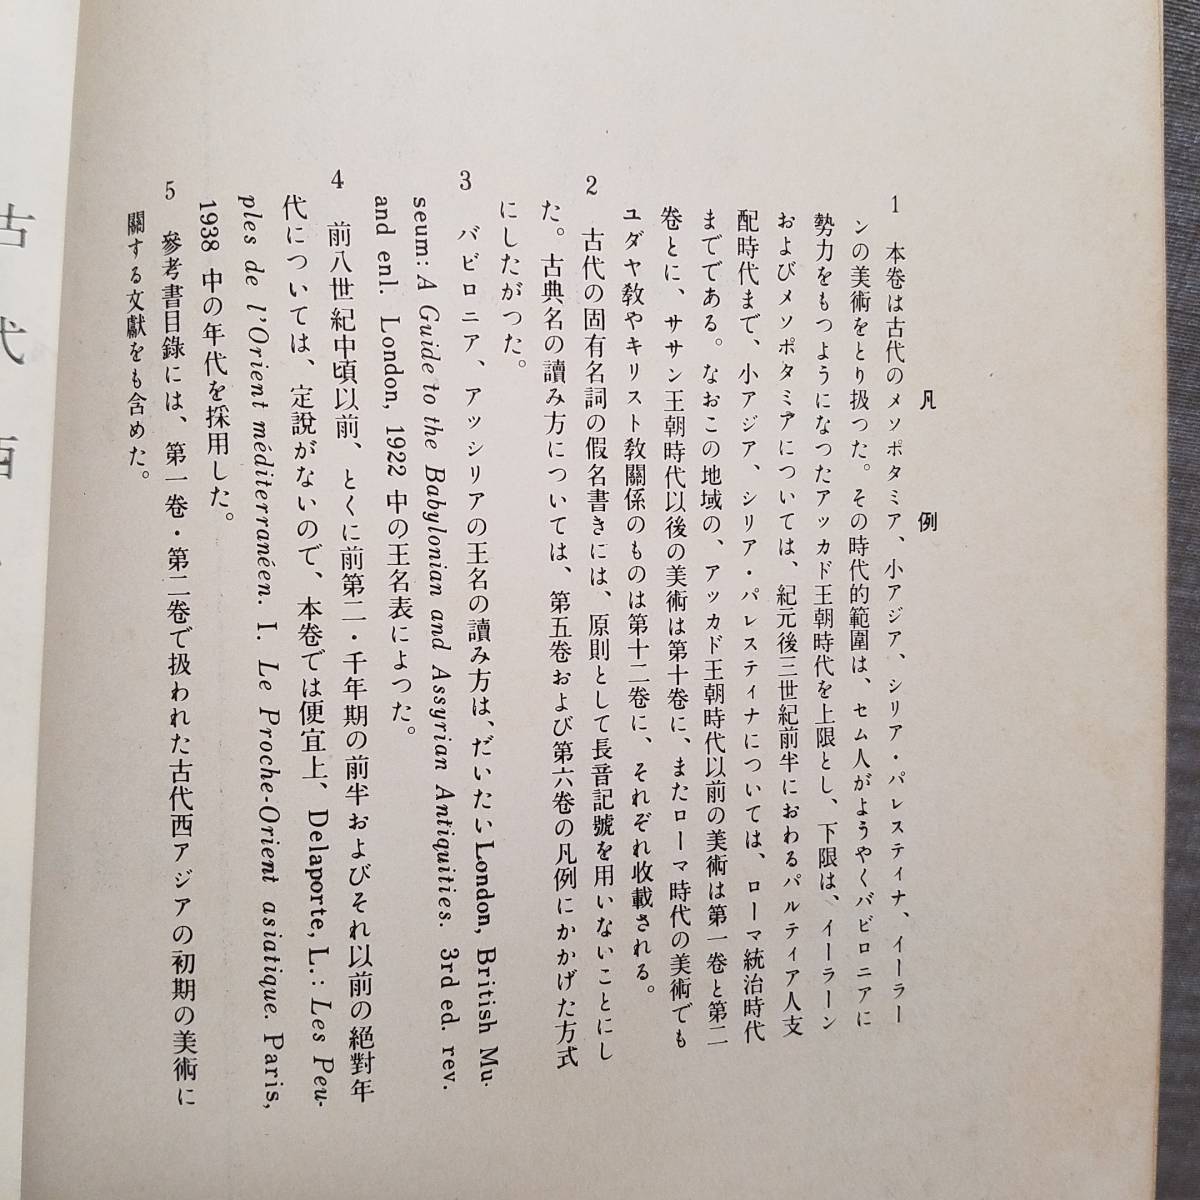 凡例
1 本卷は古代のメソポタミア、小アジア、シリア・パレスティナ、イーラー
ンの美術をとり扱つた。その時代的範圍は、セム人がようやくバビロニアに
勢力をもつようになつたアッカド王朝時代を上限とし、下限は、イーラーン
およびメソポタミアについては、紀元後三世紀前半におわるパルティア人支
配時代まで、小アジア、シリア・パレスティナについては、ローマ統治時代
までである。なおこの地域の、アッカド王朝時代以前の美術は第一卷と第二
卷とに、ササン王朝時代以後の美術は第十卷に、またローマ時代の美術でも
ユダヤ教やキリスト教關係のものは第十二卷に、それぞれ收載される。
2 古代の固有名詞の假名書きには、原則として長音記號を用いないことにし
た。古典名の讀み方については、第五卷および第六卷の凡例にかかげた方式
にしたがつた。
3 バビロニア、アッシリアの王名の讀み方は、だいたいLondon, British Mu-
seum: A Guide to the Babylonian and Assyrian Antiquities. 3rd ed. rev.
and enl. London, 1922 中の王名表によつた。
4 前八世紀中頃以前、とくに前第二・千年期の前半およびそれ以前の絕對年
代については、定說がないので、本卷では便宜上、Delaporte, L.: Les Peu-
ples de l'Orient méditerranéen. I. Le Proche-Orient asiatique. Paris,
1938 中の年代を採用した。
5 參考書目錄には、第一卷・第二卷で扱われた古代西アジアの初期の美術に
關する文獻をも含めた。
古代西